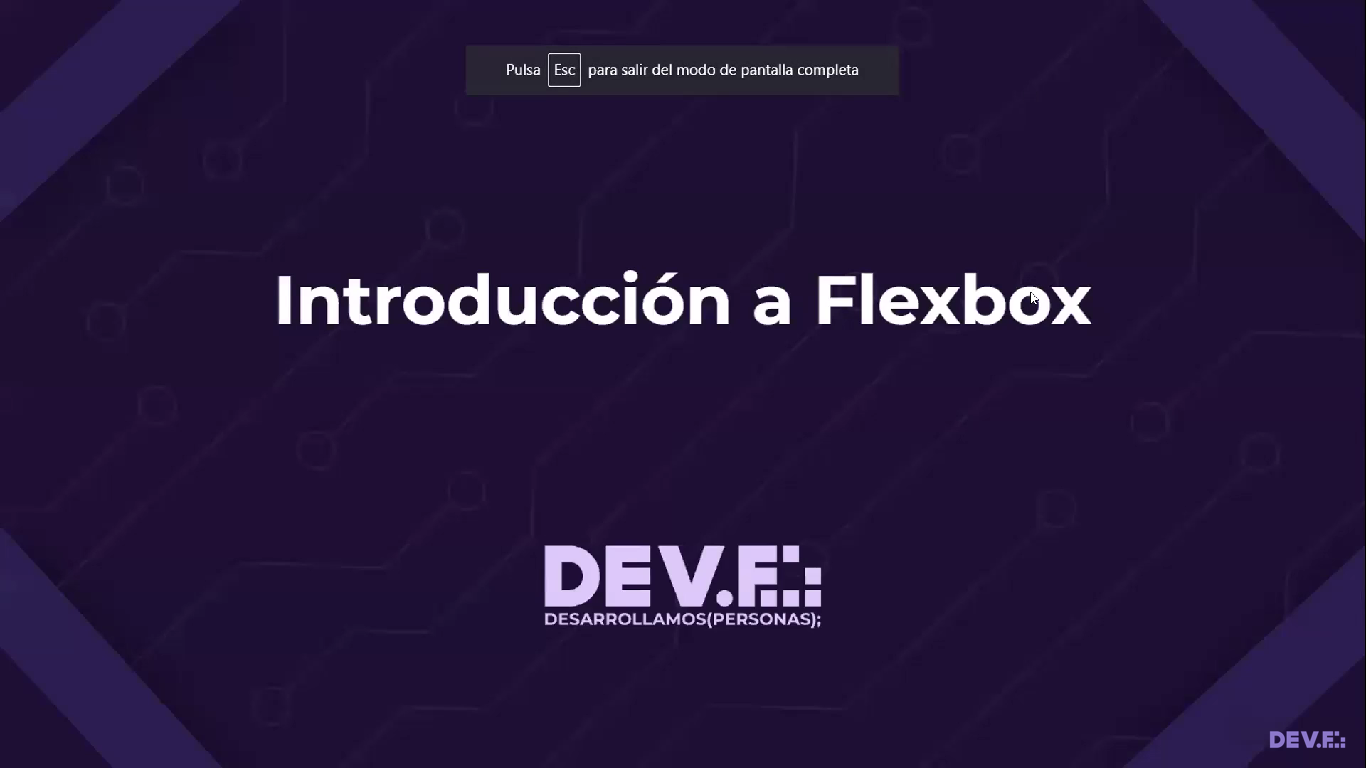 Pulsa Esc para salir del modo de pantalla completa
Introducción a Flexbox
DEV.F.:
DESARROLLAMOS(PERSONAS);
DEV.F.: